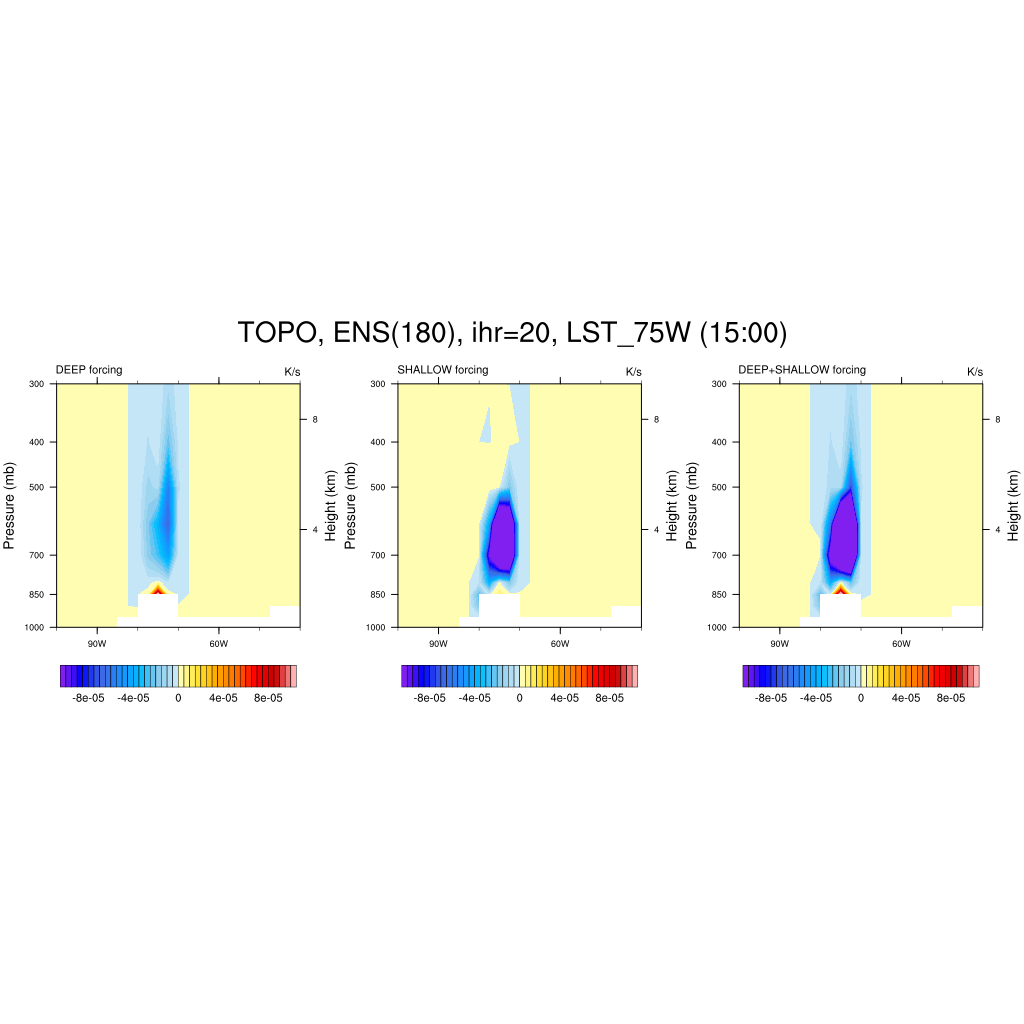 TOPO, ENS(180), ihr=20, LST_75W (15:00)
DEEP forcing K/s
300
400
500
700
850
1000
Pressure (mb)
8
4
Height (km)
90W 60W
-8e-05 -4e-05 0 4e-05 8e-05
SHALLOW forcing K/s
300
400
500
700
850
1000
Pressure (mb)
8
4
Height (km)
90W 60W
-8e-05 -4e-05 0 4e-05 8e-05
DEEP+SHALLOW forcing K/s
300
400
500
700
850
1000
Pressure (mb)
8
4
Height (km)
90W 60W
-8e-05 -4e-05 0 4e-05 8e-05